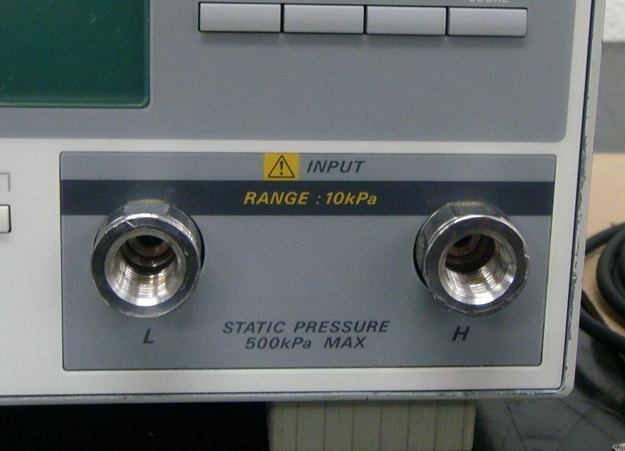 INPUT
RANGE : 10kPa
STATIC PRESSURE
500kPa MAX
L
H